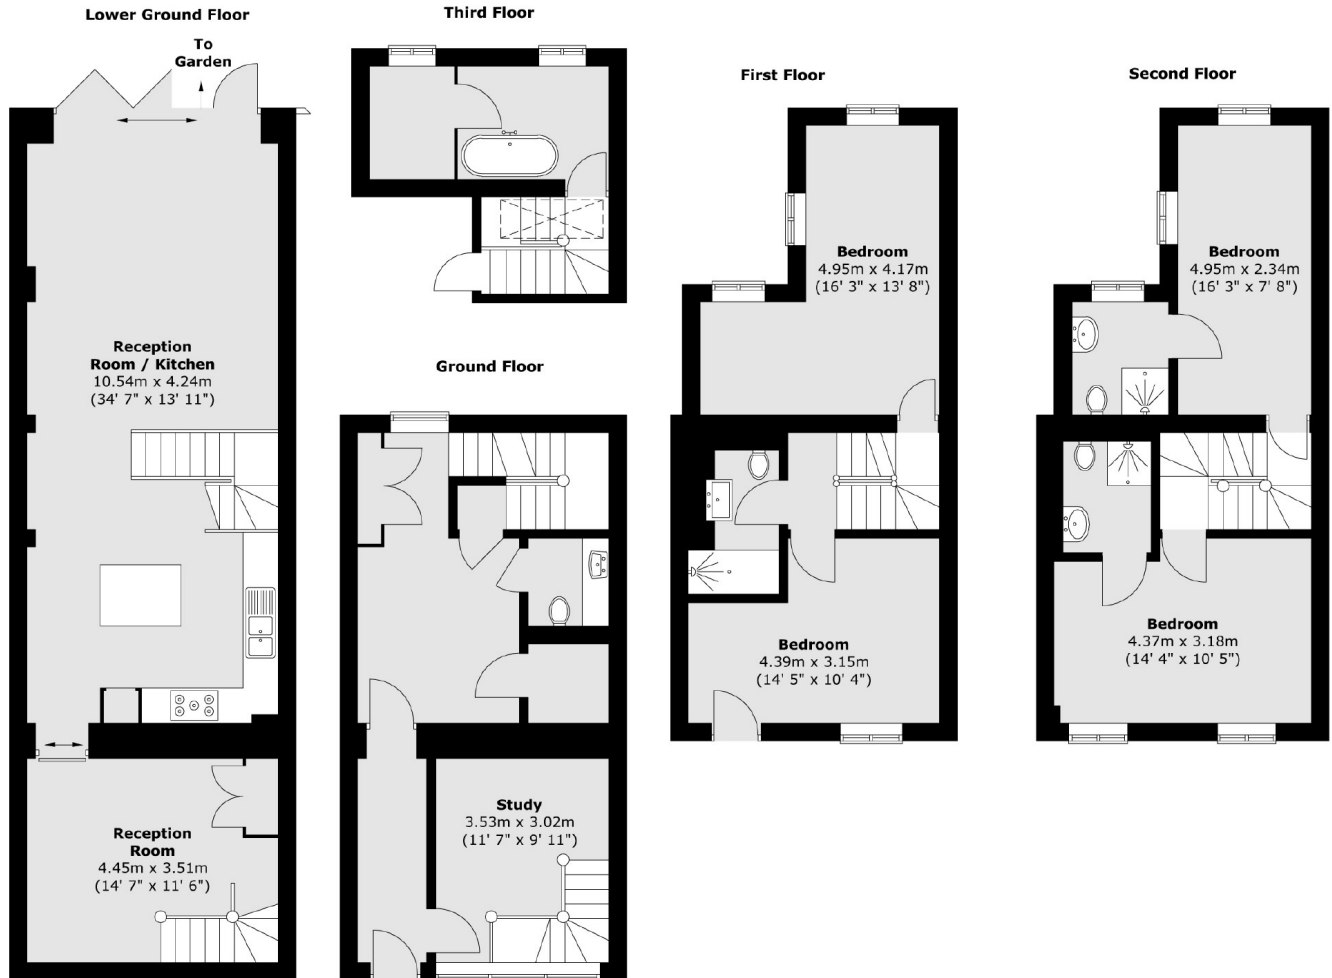 Lower Ground Floor
To
Garden
Reception
Room / Kitchen
10.54m x 4.24m
(34' 7" x 13' 11")
Reception
Room
4.45m x 3.51m
(14' 7" x 11' 6")
Third Floor
Ground Floor
Study
3.53m x 3.02m
(11' 7" x 9' 11")
First Floor
Bedroom
4.95m x 4.17m
(16' 3" x 13' 8")
Bedroom
4.39m x 3.15m
(14' 5" x 10' 4")
Second Floor
Bedroom
4.95m x 2.34m
(16' 3" x 7' 8")
Bedroom
4.37m x 3.18m
(14' 4" x 10' 5")